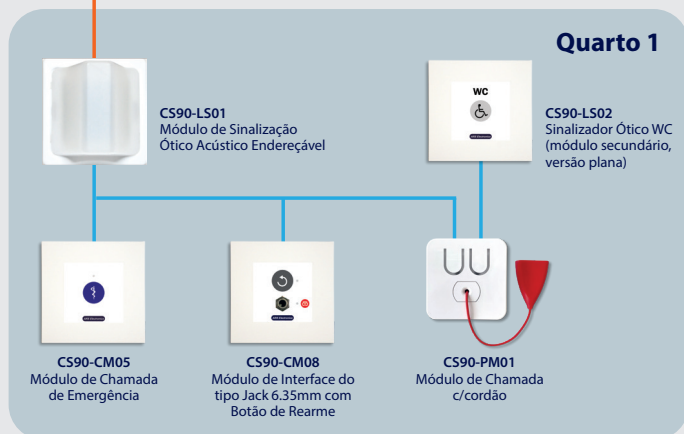 Quarto 1
CS90-LS01
Módulo de Sinalização
Ótico Acústico Endereçável
WC
CS90-LS02
Sinalizador Ótico WC
(módulo secundário,
versão plana)
CS90-CM05
Módulo de Chamada
de Emergência
CS90-CM08
Módulo de Interface do
tipo Jack 6.35mm com
Botão de Rearme
CS90-PM01
Módulo de Chamada
c/cordão